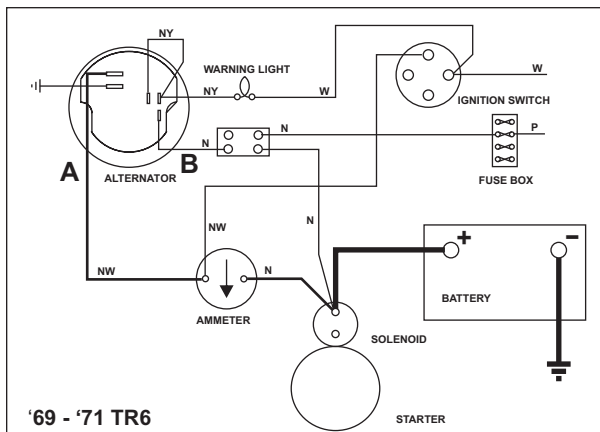 NY
WARNING LIGHT
NY
W
W
IGNITION SWITCH
A
ALTERNATOR
N
B
N
P
FUSE BOX
NW
N
NW
N
AMMETER
+
-
BATTERY
SOLENOID
STARTER
‘69 - ‘71 TR6